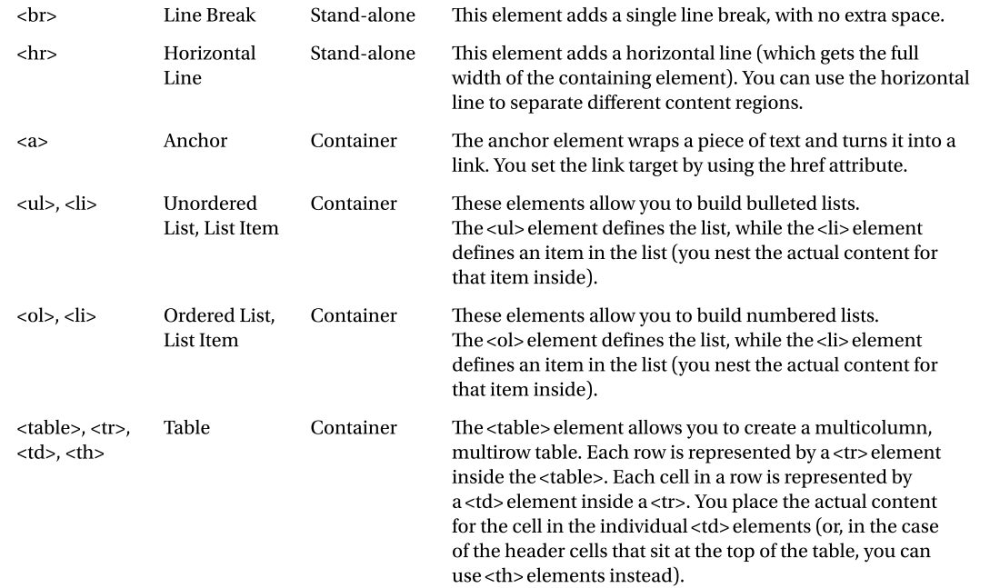 <br> Line Break Stand-alone This element adds a single line break, with no extra space.
<hr> Horizontal Stand-alone This element adds a horizontal line (which gets the full
Line width of the containing element). You can use the horizontal
line to separate different content regions.
<a> Anchor Container The anchor element wraps a piece of text and turns it into a
link. You set the link target by using the href attribute.
<ul>, <li> Unordered Container These elements allow you to build bulleted lists.
List, List Item The <ul> element defines the list, while the <li> element
defines an item in the list (you nest the actual content for
that item inside).
<ol>, <li> Ordered List, Container These elements allow you to build numbered lists.
List Item The <ol> element defines the list, while the <li> element
defines an item in the list (you nest the actual content for
that item inside).
<table>, <tr>, Table Container The <table> element allows you to create a multicolumn,
<td>, <th> multirow table. Each row is represented by a <tr> element
inside the <table>. Each cell in a row is represented by
a <td> element inside a <tr>. You place the actual content
for the cell in the individual <td> elements (or, in the case
of the header cells that sit at the top of the table, you can
use <th> elements instead).